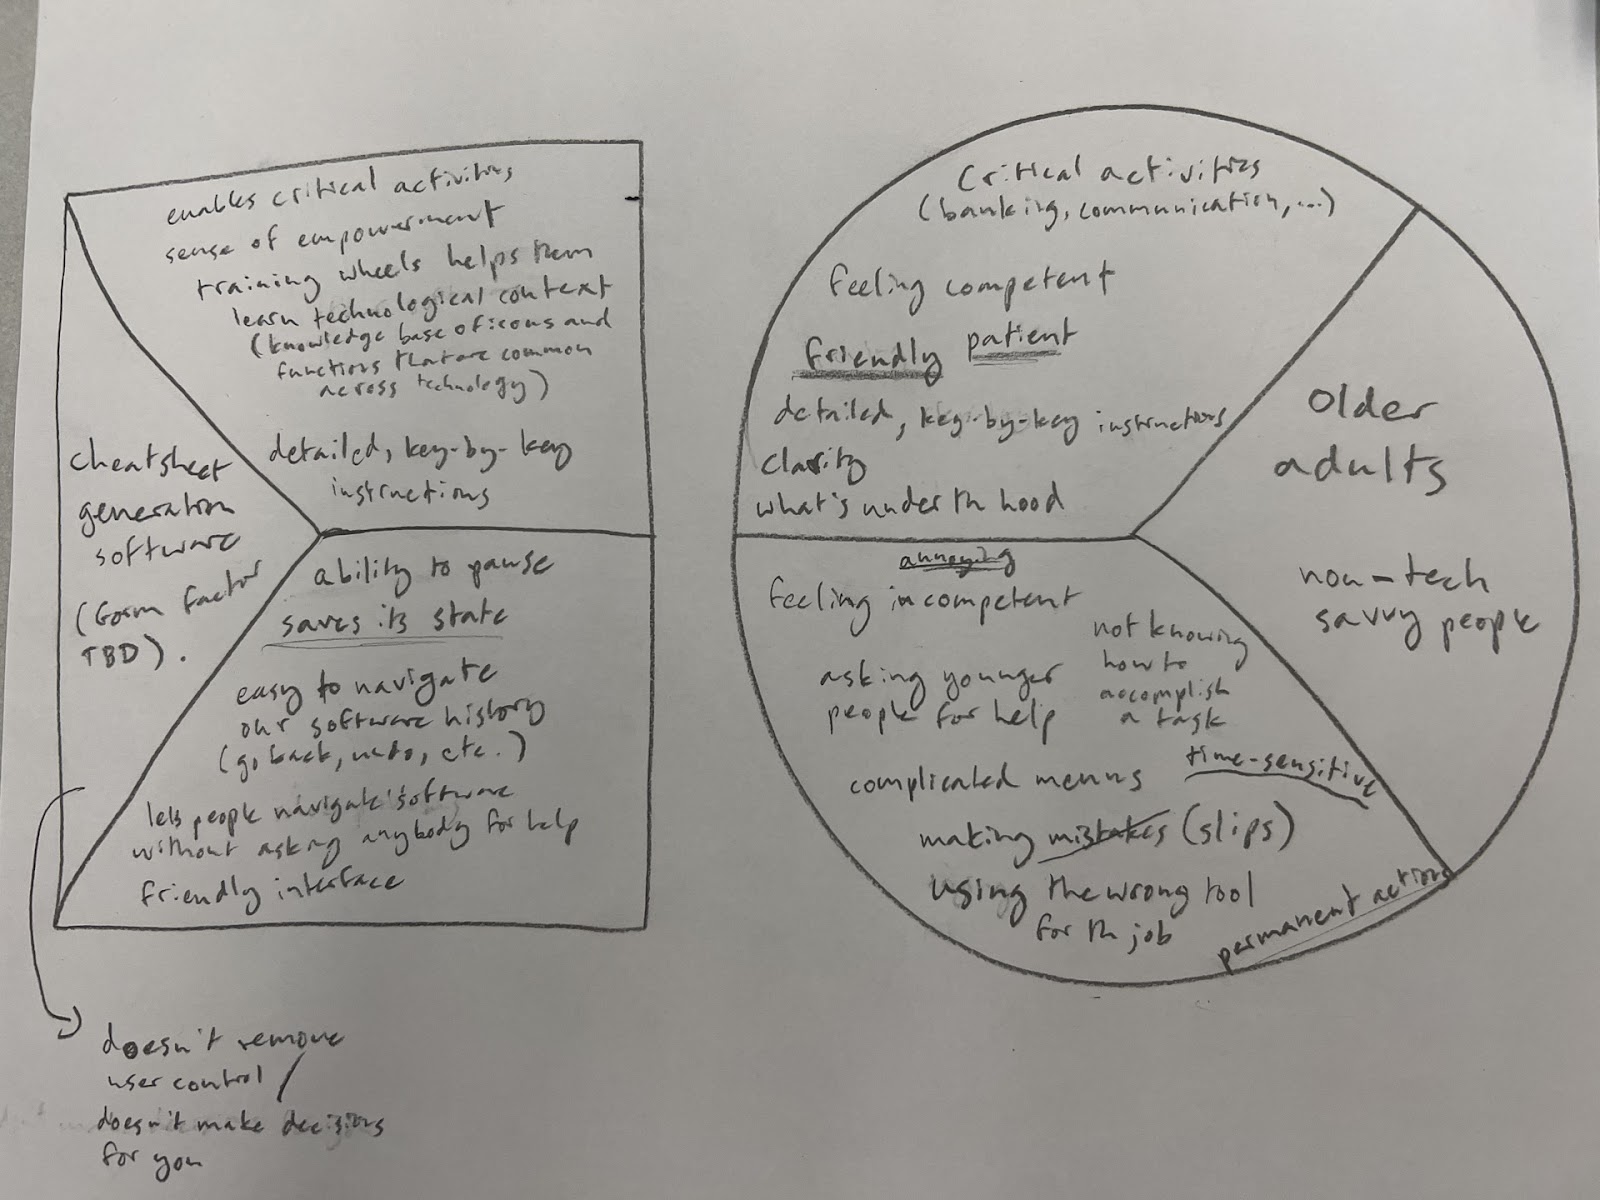 enables critical activities
sense of empowerment
training wheels helps them
learn technological context
(knowledge base of icons and
functions that are common
across technology)
detailed, key-by-key
instructions
cheatsheet
generation
software
(form factor
TBD).
ability to pause
saves its state
easy to navigate
our software history
(go back, undo, etc.)
lets people navigate software
without asking anybody for help
friendly interface
doesn't remove
user control /
doesn't make decisions
for you
Critical activities
(banking, communication, ...)
feeling competent
friendly patient
detailed, key-by-key instructions
clarity
what's under th hood
Older
adults
non-tech
savvy people
annoying
feeling incompetent
not knowing
how to
accomplish
a task
asking younger
people for help
complicated menus
time-sensitive
making mistakes (slips)
using the wrong tool
for th job
permanent actions